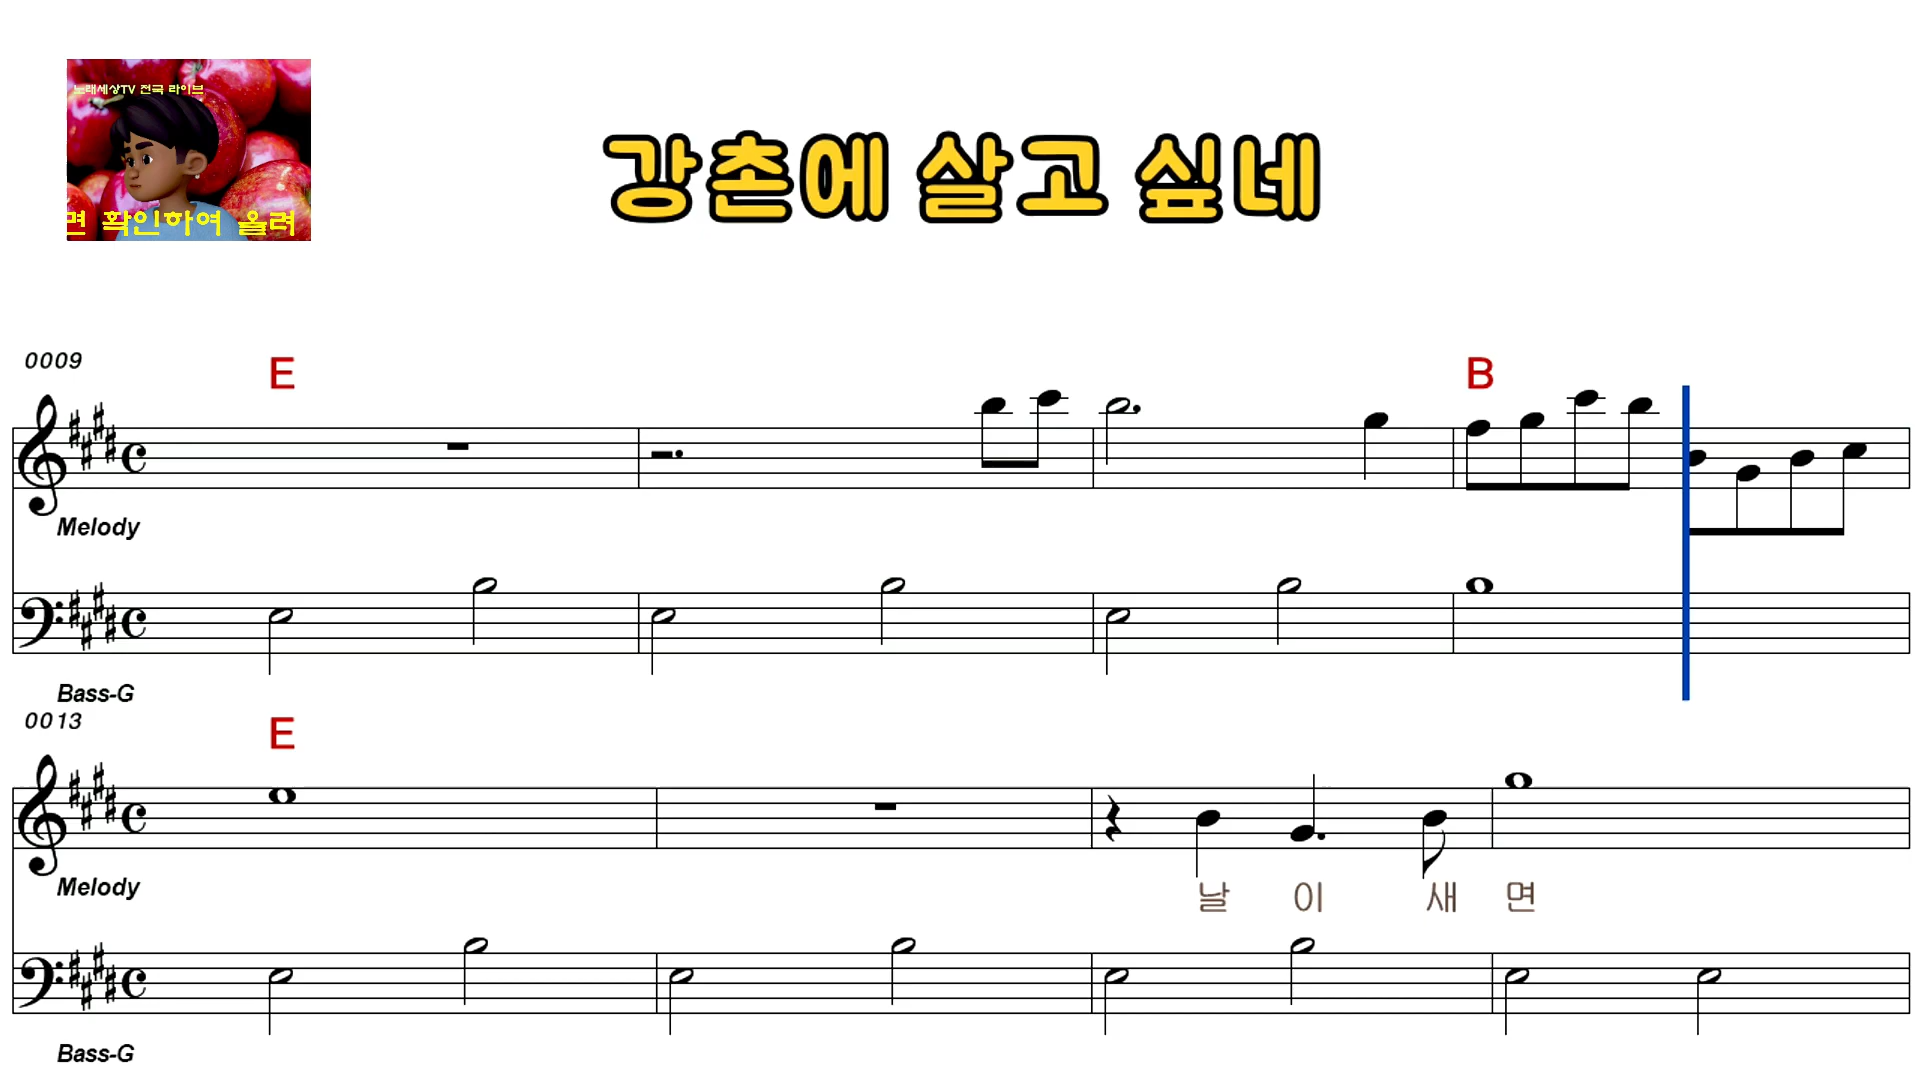 노래세상TV 전국 라이브
면 확인하여 올려
강촌에 살고 싶네
0009
E
B
Melody
Bass-G
0013
E
Melody
날 이 새 면
Bass-G